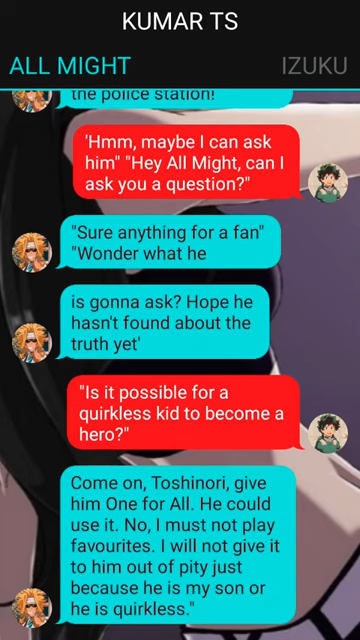 KUMAR TS
ALL MIGHT
IZUKU
the police station!
'Hmm, maybe I can ask
him" "Hey All Might, can I
ask you a question?"
"Sure anything for a fan"
"Wonder what he
is gonna ask? Hope he
hasn't found about the
truth yet'
"Is it possible for a
quirkless kid to become a
hero?"
Come on, Toshinori, give
him One for All. He could
use it. No, I must not play
favourites. I will not give it
to him out of pity just
because he is my son or
he is quirkless."